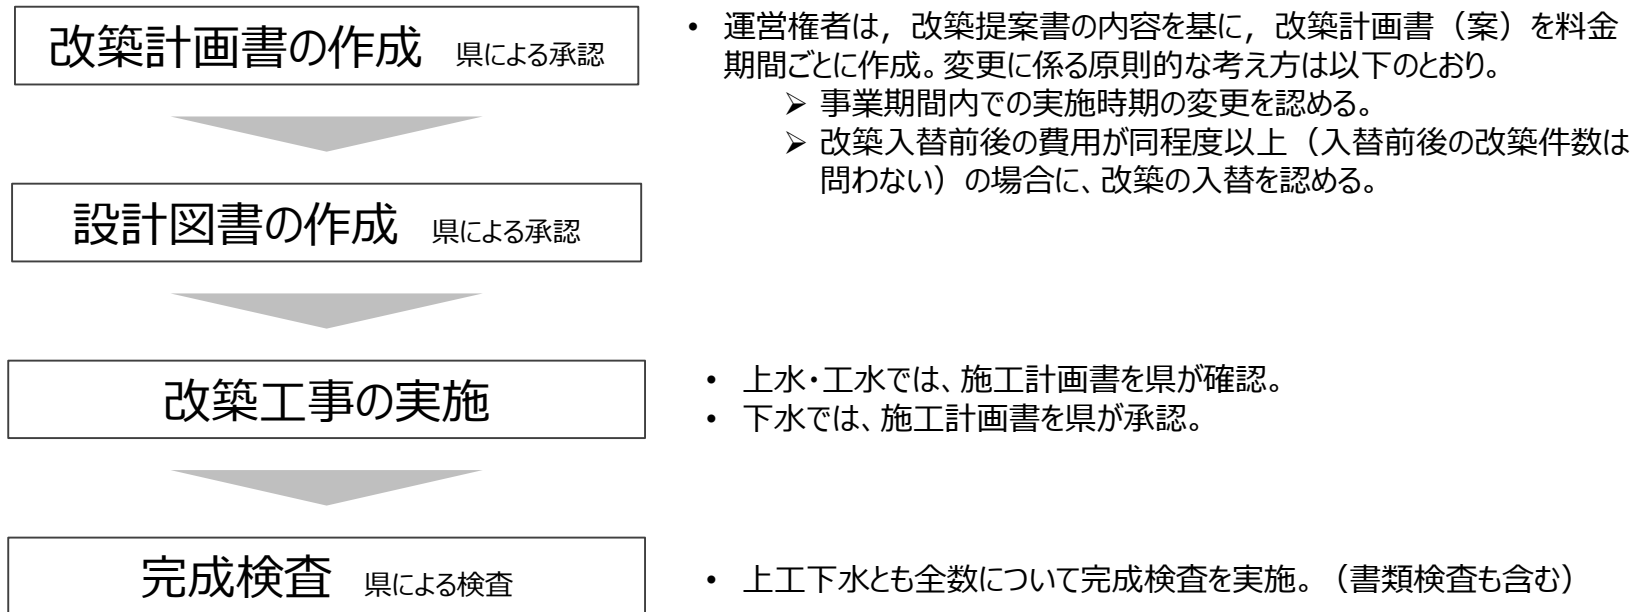 改築計画書の作成 県による承認
• 運営権者は，改築提案書の内容を基に，改築計画書（案）を料金
期間ごとに作成。変更に係る原則的な考え方は以下のとおり。
➢ 事業期間内での実施時期の変更を認める。
➢ 改築入替前後の費用が同程度以上（入替前後の改築件数は
問わない）の場合に、改築の入替を認める。
設計図書の作成 県による承認
改築工事の実施
• 上水・工水では、施工計画書を県が確認。
• 下水では、施工計画書を県が承認。
完成検査 県による検査
• 上工下水とも全数について完成検査を実施。（書類検査も含む）